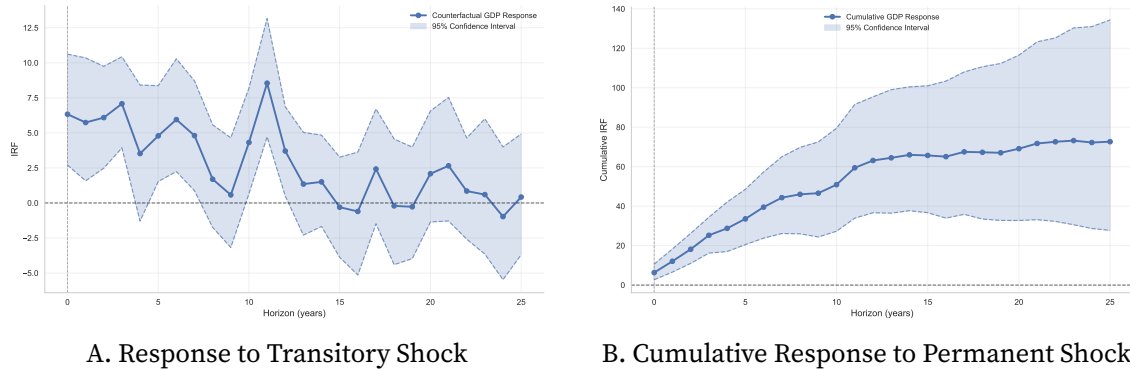 Counterfactual GDP Response
95% Confidence Interval
12.5
10.0
7.5
5.0
2.5
0.0
−2.5
−5.0
IRF
0 5 10 15 20 25
Horizon (years)
A. Response to Transitory Shock
Cumulative GDP Response
95% Confidence Interval
140
120
100
80
60
40
20
0
Cumulative IRF
0 5 10 15 20 25
Horizon (years)
B. Cumulative Response to Permanent Shock